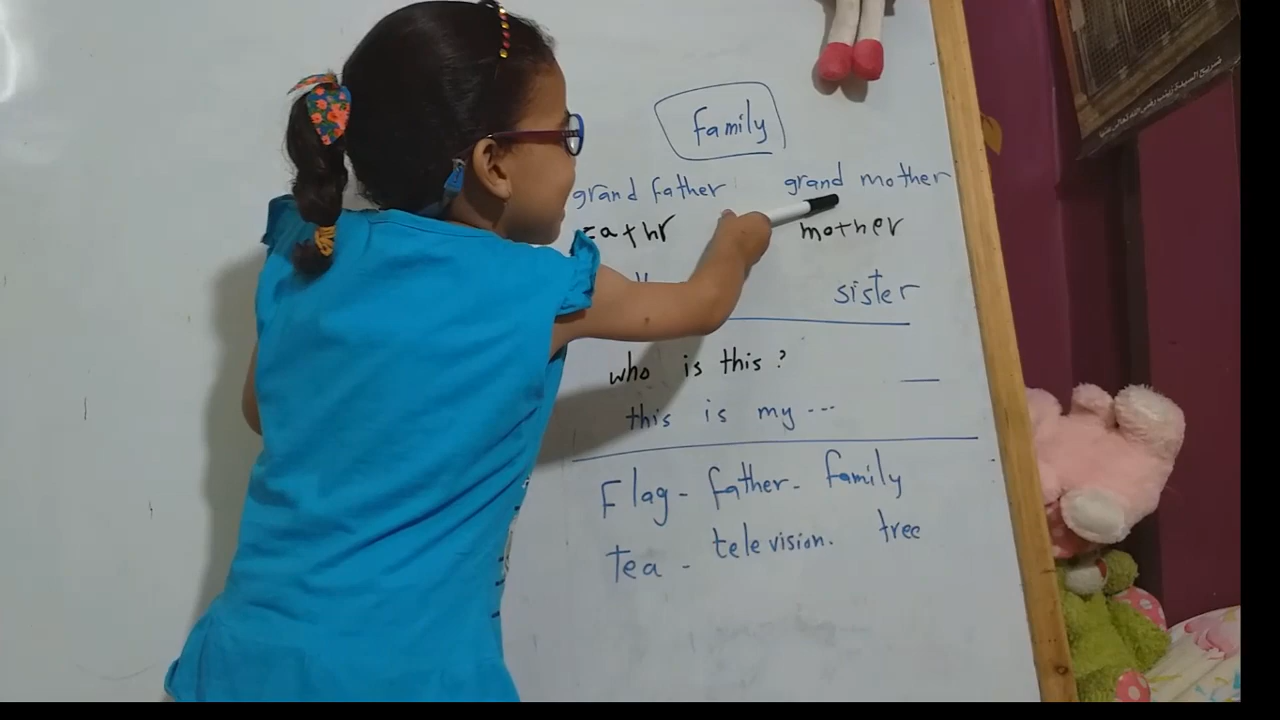 family
grand father grand mother
mother
sister
who is this?
this is my ---
Flag - father - family
Tea - television. tree